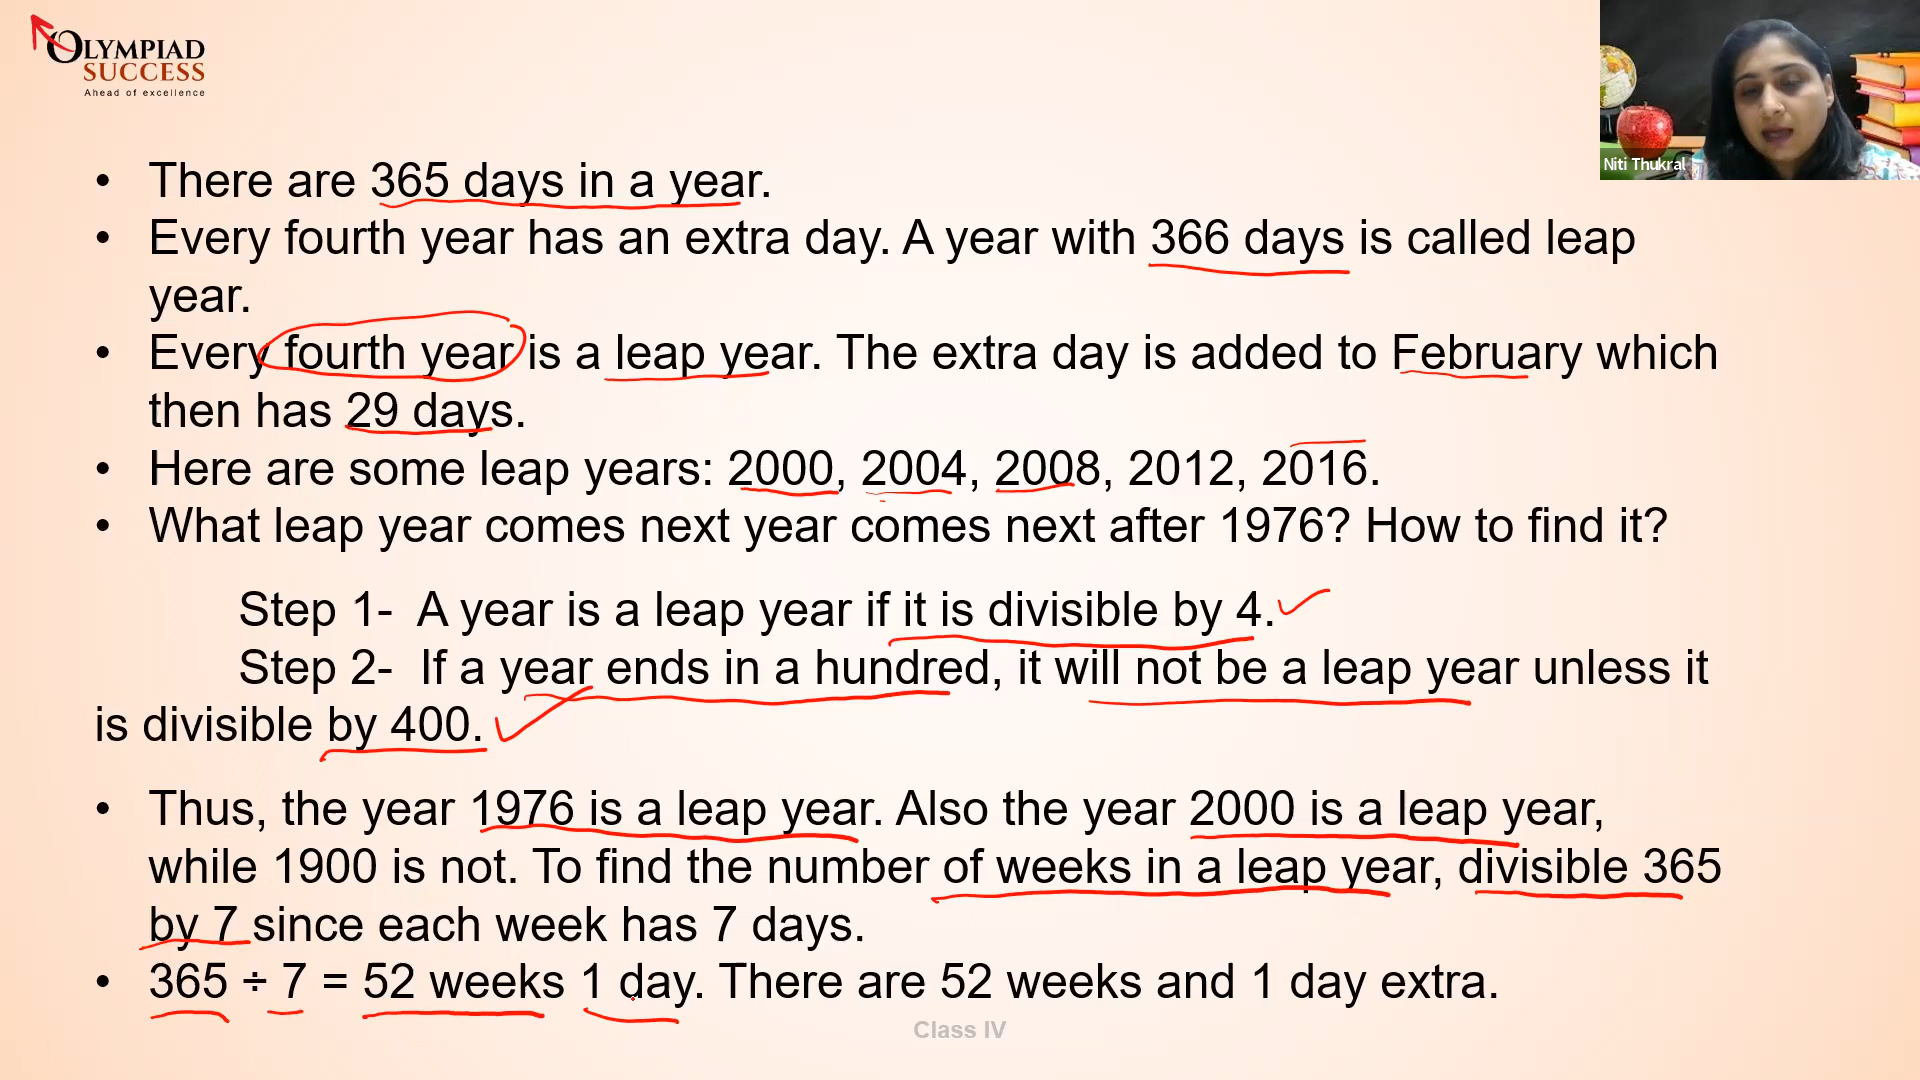 OLYMPIAD
SUCCESS
Ahead of excellence
Niti Thukral
• There are 365 days in a year.
• Every fourth year has an extra day. A year with 366 days is called leap
year.
• Every fourth year is a leap year. The extra day is added to February which
then has 29 days.
• Here are some leap years: 2000, 2004, 2008, 2012, 2016.
• What leap year comes next year comes next after 1976? How to find it?
Step 1- A year is a leap year if it is divisible by 4.
Step 2- If a year ends in a hundred, it will not be a leap year unless it
is divisible by 400.
• Thus, the year 1976 is a leap year. Also the year 2000 is a leap year,
while 1900 is not. To find the number of weeks in a leap year, divisible 365
by 7 since each week has 7 days.
• 365 ÷ 7 = 52 weeks 1 day. There are 52 weeks and 1 day extra.
Class IV